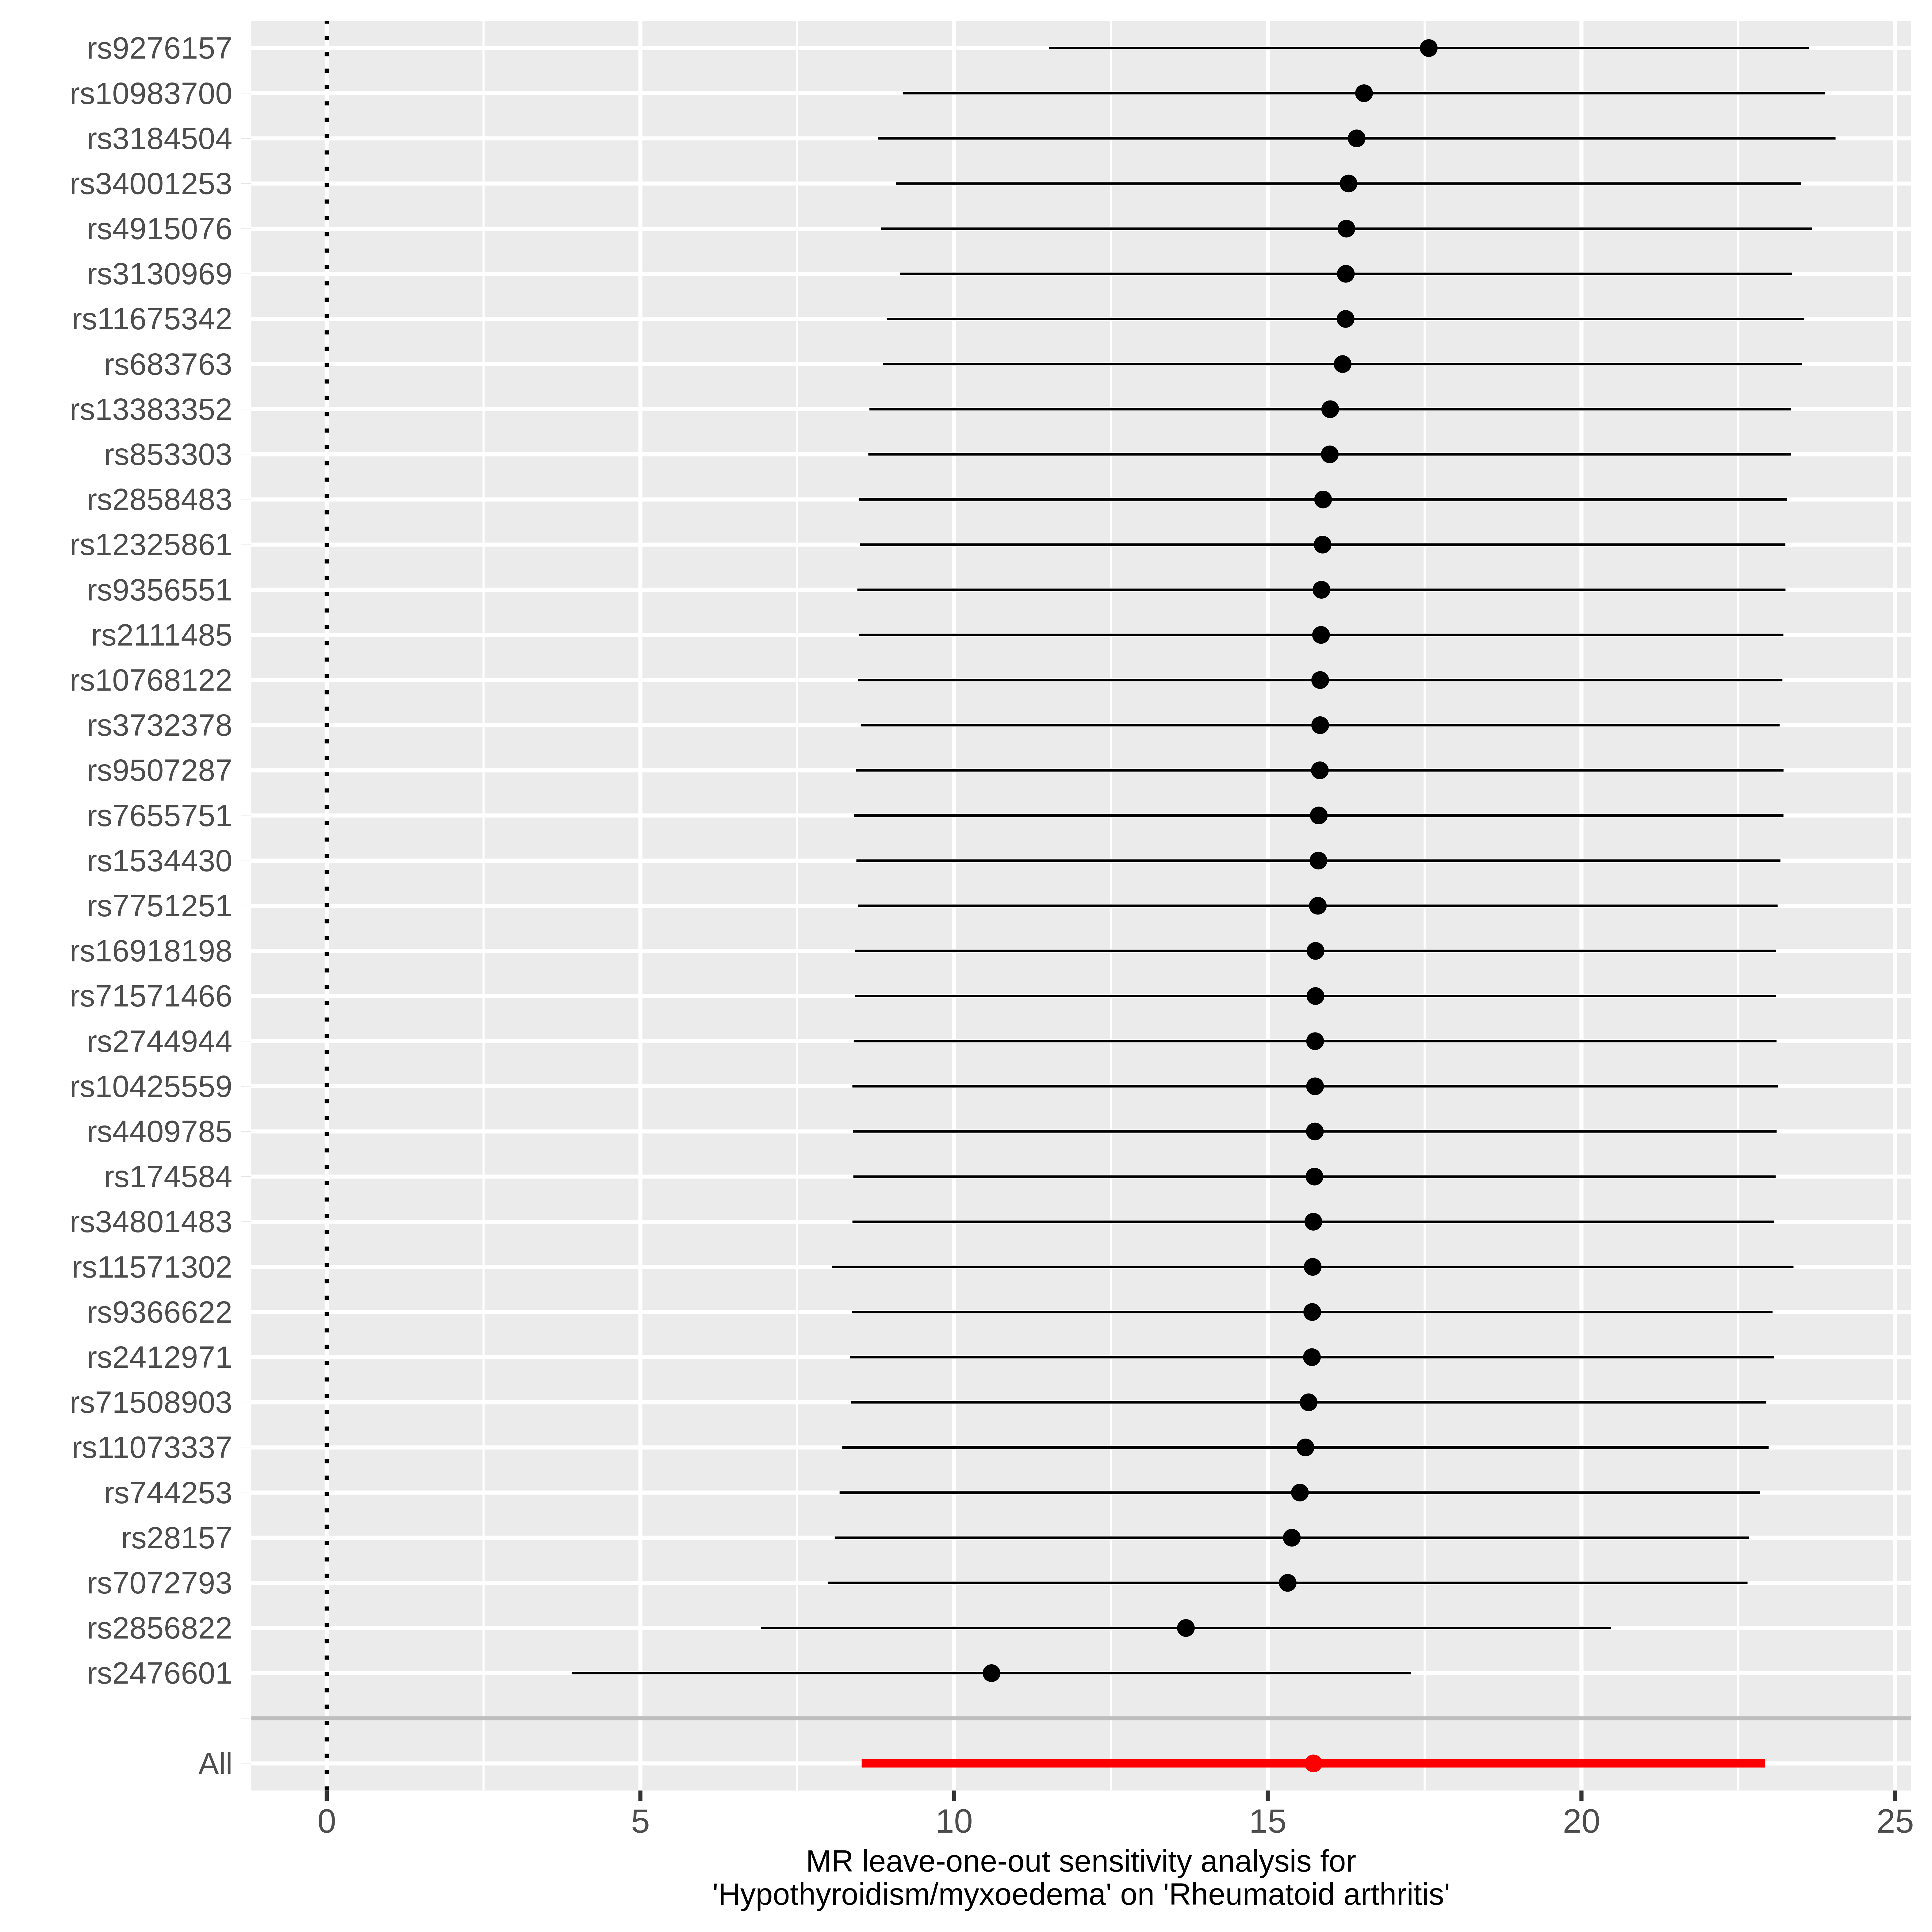 rs9276157
rs10983700
rs3184504
rs34001253
rs4915076
rs3130969
rs11675342
rs683763
rs13383352
rs853303
rs2858483
rs12325861
rs9356551
rs2111485
rs10768122
rs3732378
rs9507287
rs7655751
rs1534430
rs7751251
rs16918198
rs71571466
rs2744944
rs10425559
rs4409785
rs174584
rs34801483
rs11571302
rs9366622
rs2412971
rs71508903
rs11073337
rs744253
rs28157
rs7072793
rs2856822
rs2476601
All
0 5 10 15 20 25
MR leave-one-out sensitivity analysis for
'Hypothyroidism/myxoedema' on 'Rheumatoid arthritis'